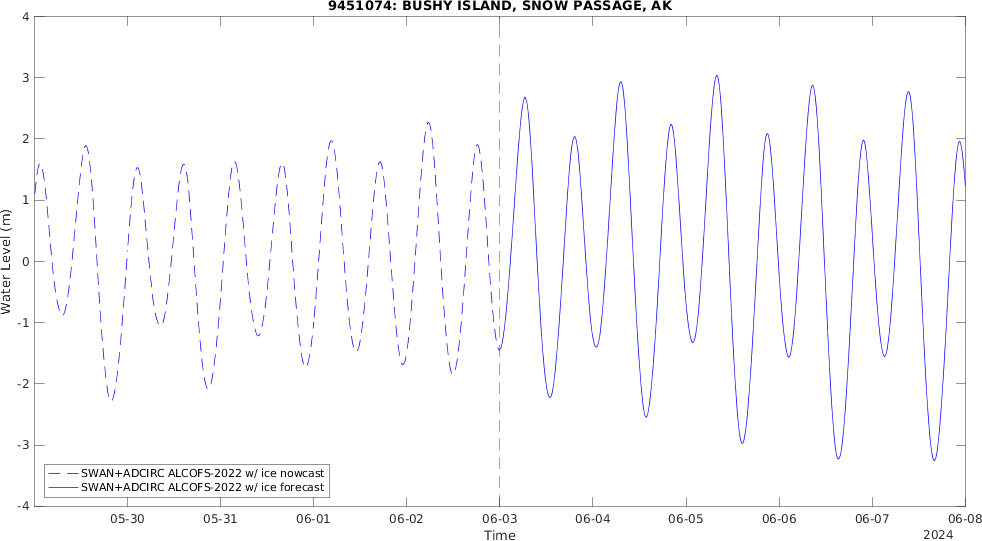 9451074: BUSHY ISLAND, SNOW PASSAGE, AK
4
3
2
1
0
-1
-2
-3
-4
Water Level (m)
SWAN+ADCIRC ALCOFS-2022 w/ ice nowcast
SWAN+ADCIRC ALCOFS-2022 w/ ice forecast
05-30 05-31 06-01 06-02 06-03 06-04 06-05 06-06 06-07 06-08
Time
2024